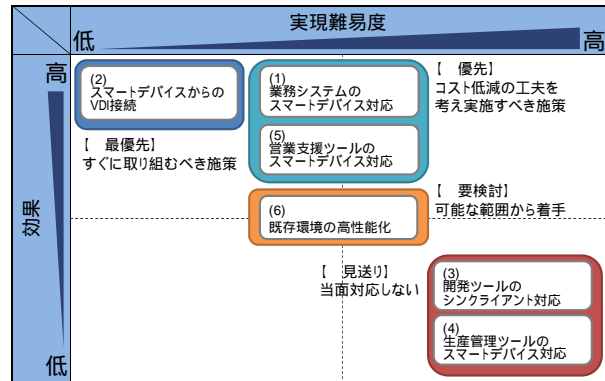 実現難易度
低
高
高
効果
低
(2)
スマートデバイスからの
VDI接続
【　最優先】
すぐに取り組むべき施策
(1)
業務システムの
スマートデバイス対応
(5)
営業支援ツールの
スマートデバイス対応
【　優先】
コスト低減の工夫を
考え実施すべき施策
(6)
既存環境の高性能化
【　要検討】
可能な範囲から着手
【　見送り】
当面対応しない
(3)
開発ツールの
シンクライアント対応
(4)
生産管理ツールの
スマートデバイス対応